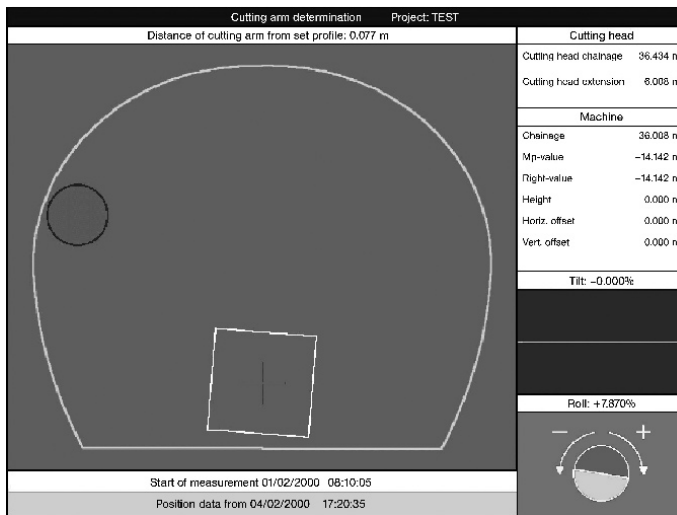 Cutting arm determination Project: TEST
Distance of cutting arm from set profile: 0.077 m
Cutting head
Cutting head chainage 36.434 m
Cutting head extension 6.008 m
Machine
Chainage 36.008 m
Mp-value −14.142 m
Right-value −14.142 m
Height 0.000 m
Horiz. offset 0.000 m
Vert. offset 0.000 m
Tilt: −0.000%
Roll: +7.870%
− +
Start of measurement 01/02/2000 08:10:05
Position data from 04/02/2000 17:20:35